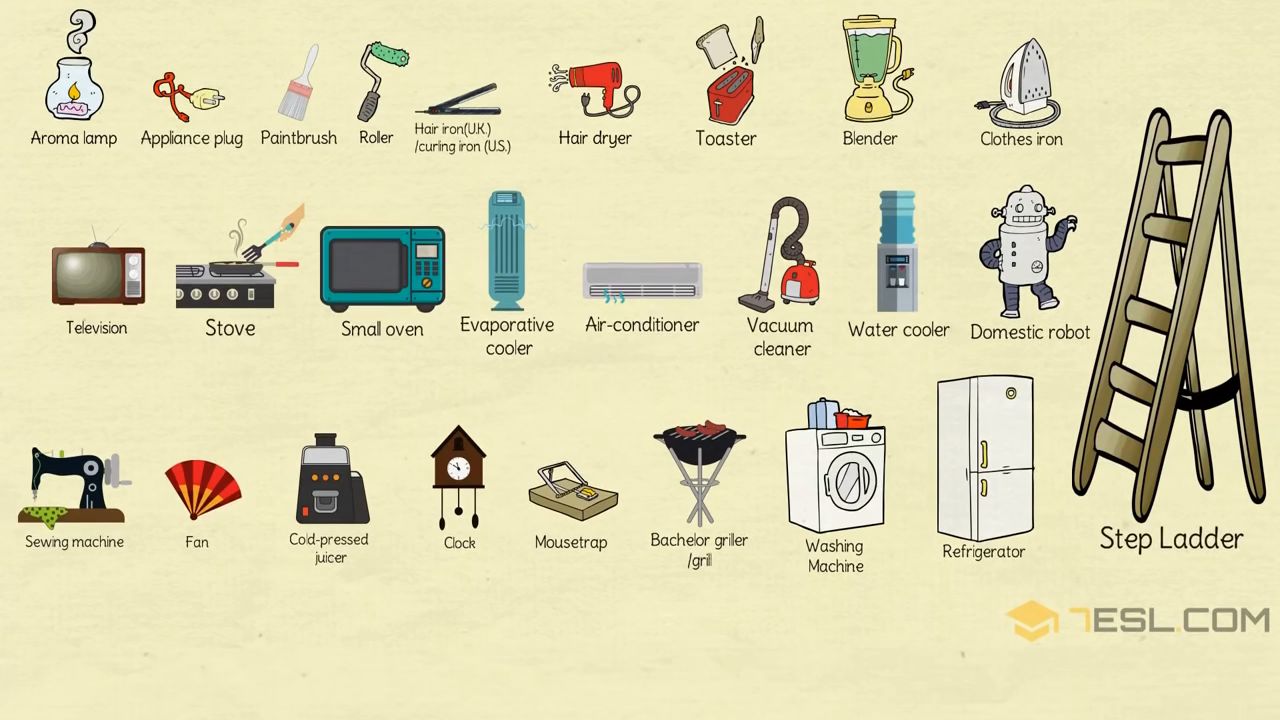 Aroma lamp
Appliance plug
Paintbrush
Roller
Hair iron(U.K.)
/curling iron (U.S.)
Hair dryer
Toaster
Blender
Clothes iron
Television
Stove
Small oven
Evaporative
cooler
Air-conditioner
Vacuum
cleaner
Water cooler
Domestic robot
Sewing machine
Fan
Cold-pressed
juicer
Clock
Mousetrap
Bachelor griller
/grill
Washing
Machine
Refrigerator
Step Ladder
7ESL.COM